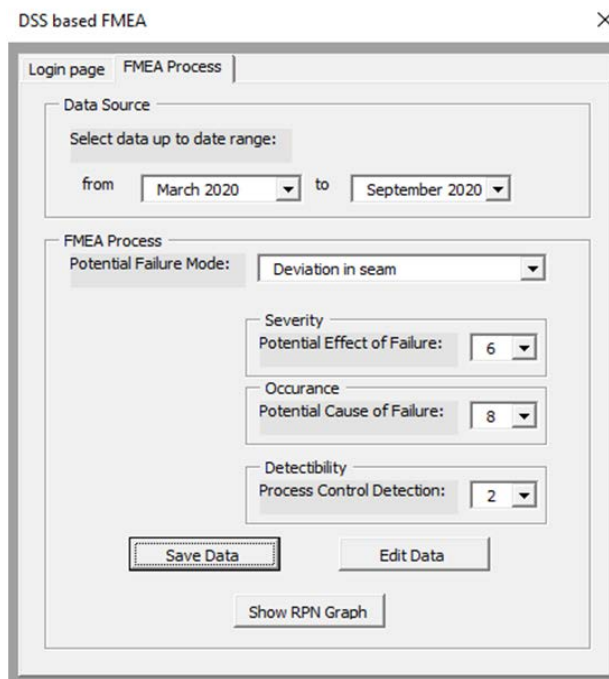 DSS based FMEA
Login page FMEA Process
Data Source
Select data up to date range:
from March 2020 to September 2020
FMEA Process
Potential Failure Mode: Deviation in seam
Severity
Potential Effect of Failure: 6
Occurance
Potential Cause of Failure: 8
Detectibility
Process Control Detection: 2
Save Data Edit Data
Show RPN Graph